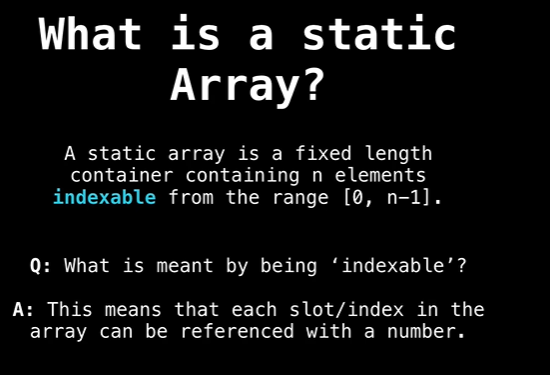 What is a static
Array?
A static array is a fixed length
container containing n elements
indexable from the range [0, n-1].
Q: What is meant by being ‘indexable’?
A: This means that each slot/index in the
array can be referenced with a number.